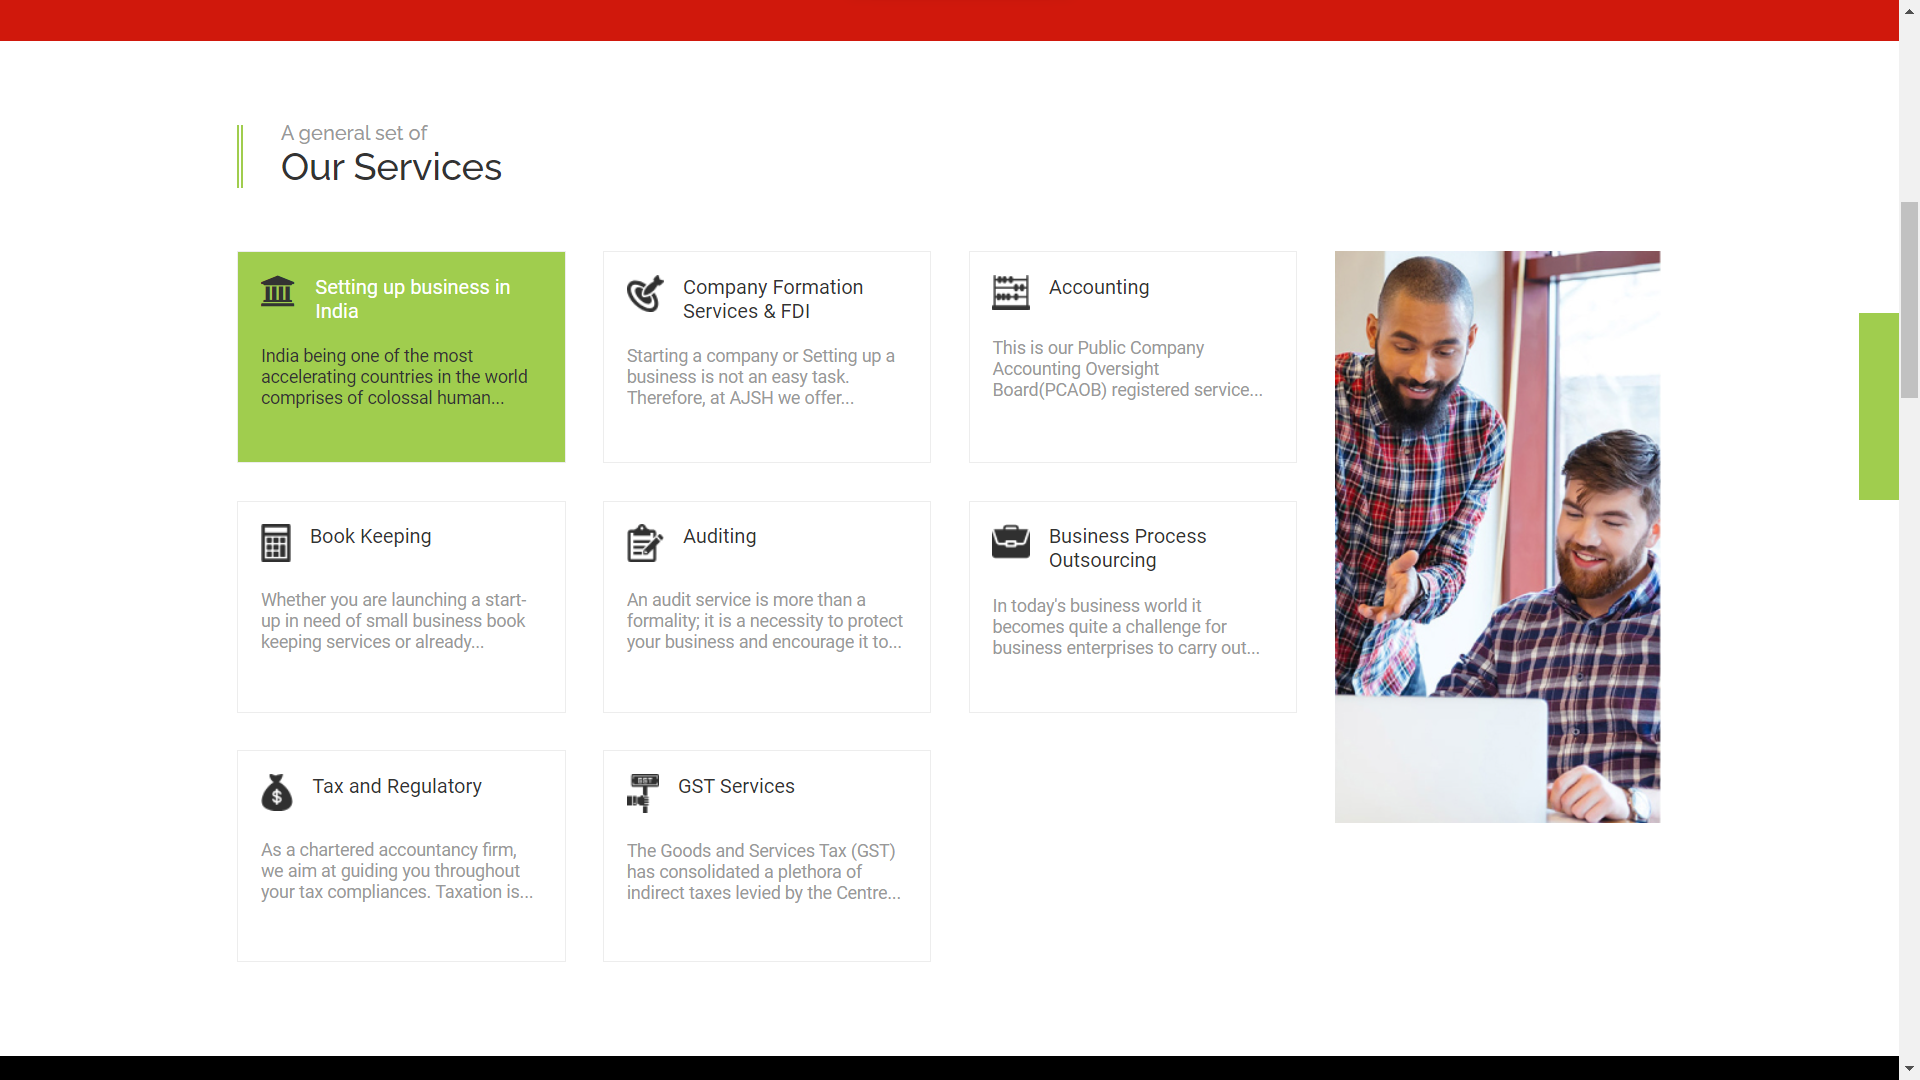 A general set of
Our Services
Setting up business in
India
India being one of the most
accelerating countries in the world
comprises of colossal human...
Company Formation
Services & FDI
Starting a company or Setting up a
business is not an easy task.
Therefore, at AJSH we offer...
Accounting
This is our Public Company
Accounting Oversight
Board(PCAOB) registered service...
Book Keeping
Whether you are launching a start-
up in need of small business book
keeping services or already...
Auditing
An audit service is more than a
formality; it is a necessity to protect
your business and encourage it to...
Business Process
Outsourcing
In today's business world it
becomes quite a challenge for
business enterprises to carry out...
Tax and Regulatory
As a chartered accountancy firm,
we aim at guiding you throughout
your tax compliances. Taxation is...
GST
GST Services
The Goods and Services Tax (GST)
has consolidated a plethora of
indirect taxes levied by the Centre...